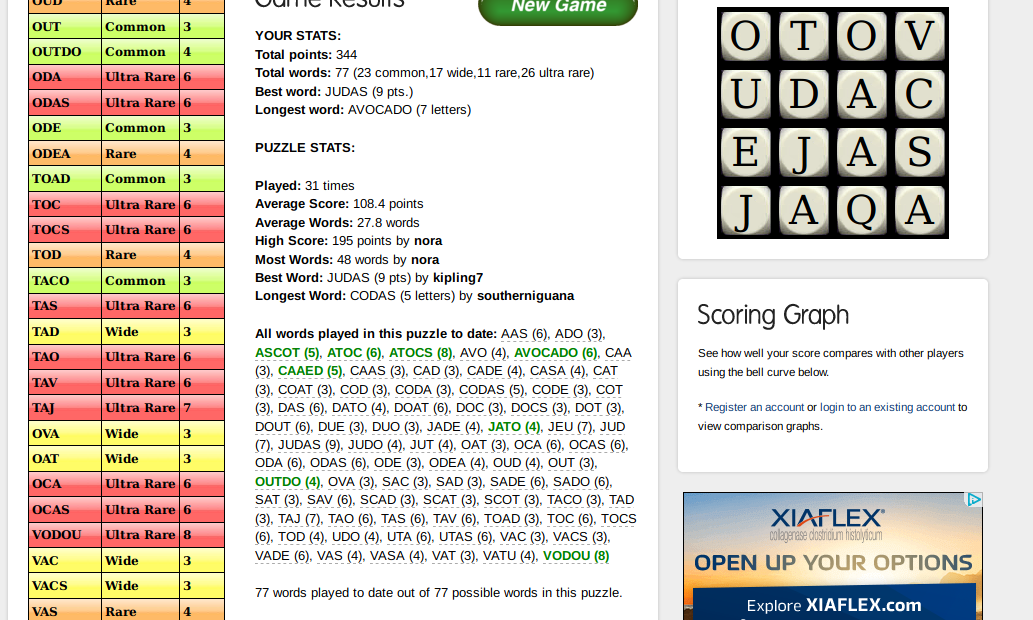 OUD Rare 4
OUT Common 3
OUTDO Common 4
ODA Ultra Rare 6
ODAS Ultra Rare 6
ODE Common 3
ODEA Rare 4
TOAD Common 3
TOC Ultra Rare 6
TOCS Ultra Rare 6
TOD Rare 4
TACO Common 3
TAS Ultra Rare 6
TAD Wide 3
TAO Ultra Rare 6
TAV Ultra Rare 6
TAJ Ultra Rare 7
OVA Wide 3
OAT Wide 3
OCA Ultra Rare 6
OCAS Ultra Rare 6
VODOU Ultra Rare 8
VAC Wide 3
VACS Wide 3
VAS Rare 4
Game Results
New Game
YOUR STATS:
Total points: 344
Total words: 77 (23 common,17 wide,11 rare,26 ultra rare)
Best word: JUDAS (9 pts.)
Longest word: AVOCADO (7 letters)
PUZZLE STATS:
Played: 31 times
Average Score: 108.4 points
Average Words: 27.8 words
High Score: 195 points by nora
Most Words: 48 words by nora
Best Word: JUDAS (9 pts) by kipling7
Longest Word: CODAS (5 letters) by southerniguana
All words played in this puzzle to date: AAS (6), ADO (3),
ASCOT (5), ATOC (6), ATOCS (8), AVO (4), AVOCADO (6), CAA
(3), CAAED (5), CAAS (3), CAD (3), CADE (4), CASA (4), CAT
(3), COAT (3), COD (3), CODA (3), CODAS (5), CODE (3), COT
(3), DAS (6), DATO (4), DOAT (6), DOC (3), DOCS (3), DOT (3),
DOUT (6), DUE (3), DUO (3), JADE (4), JATO (4), JEU (7), JUD
(7), JUDAS (9), JUDO (4), JUT (4), OAT (3), OCA (6), OCAS (6),
ODA (6), ODAS (6), ODE (3), ODEA (4), OUD (4), OUT (3),
OUTDO (4), OVA (3), SAC (3), SAD (3), SADE (6), SADO (6),
SAT (3), SAV (6), SCAD (3), SCAT (3), SCOT (3), TACO (3), TAD
(3), TAJ (7), TAO (6), TAS (6), TAV (6), TOAD (3), TOC (6), TOCS
(6), TOD (4), UDO (4), UTA (6), UTAS (6), VAC (3), VACS (3),
VADE (6), VAS (4), VASA (4), VAT (3), VATU (4), VODOU (8)
77 words played to date out of 77 possible words in this puzzle.
O T O V
U D A C
E J A S
J A Q A
Scoring Graph
See how well your score compares with other players
using the bell curve below.
* Register an account or login to an existing account to
view comparison graphs.
XIAFLEX®
collagenase clostridium histolyticum
OPEN UP YOUR OPTIONS
Explore XIAFLEX.com